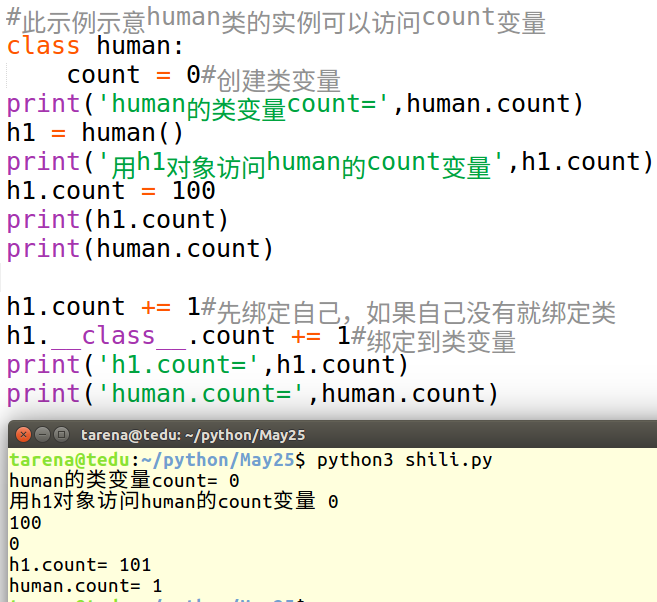 #此示例示意human类的实例可以访问count变量
class human:
    count = 0#创建类变量
print('human的类变量count=',human.count)
h1 = human()
print('用h1对象访问human的count变量',h1.count)
h1.count = 100
print(h1.count)
print(human.count)
h1.count += 1#先绑定自己，如果自己没有就绑定类
h1.__class__.count += 1#绑定到类变量
print('h1.count=',h1.count)
print('human.count=',human.count)
tarena@tedu: ~/python/May25
tarena@tedu:~/python/May25$ python3 shili.py
human的类变量count= 0
用h1对象访问human的count变量 0
100
0
h1.count= 101
human.count= 1